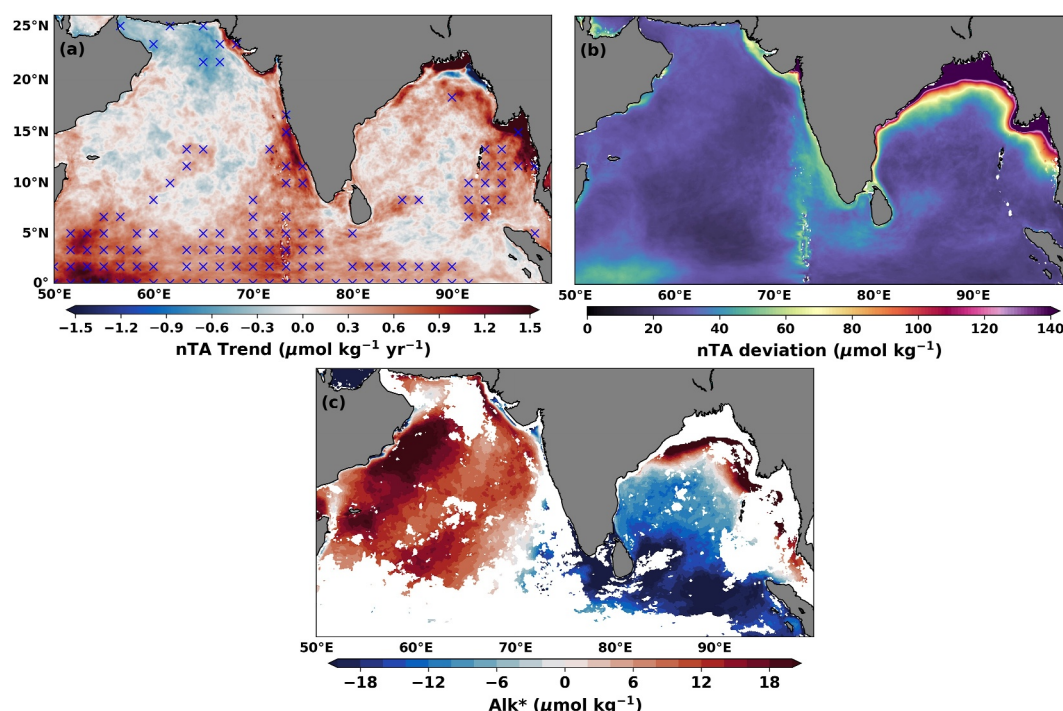 (a)
25°N
20°N
15°N
10°N
5°N
0°
50°E 60°E 70°E 80°E 90°E
−1.5 −1.2 −0.9 −0.6 −0.3 0.0 0.3 0.6 0.9 1.2 1.5
nTA Trend (μmol kg⁻¹ yr⁻¹)
(b)
50°E 60°E 70°E 80°E 90°E
0 20 40 60 80 100 120 140
nTA deviation (μmol kg⁻¹)
(c)
50°E 60°E 70°E 80°E 90°E
−18 −12 −6 0 6 12 18
Alk* (μmol kg⁻¹)